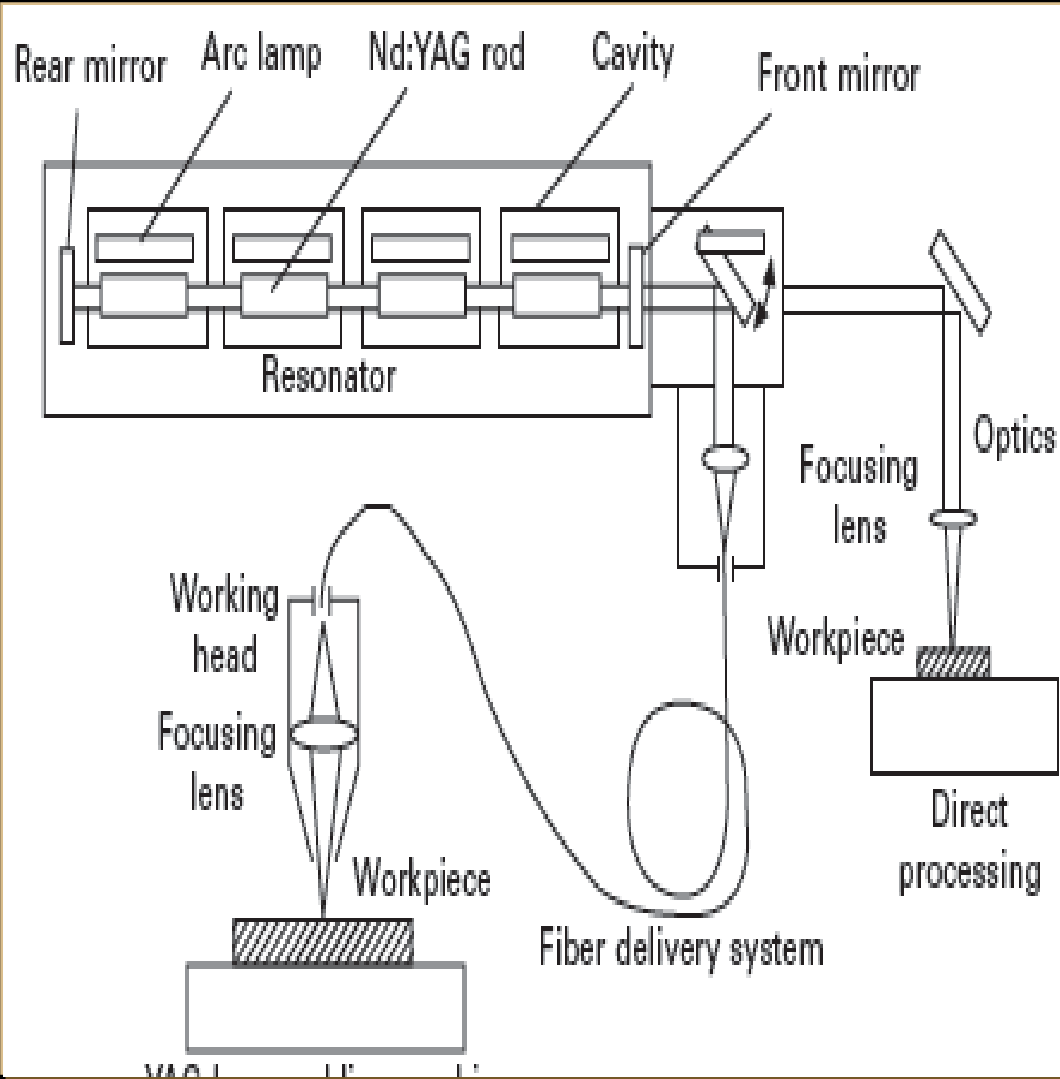 Rear mirror
Arc lamp
Nd:YAG rod
Cavity
Front mirror
Resonator
Optics
Focusing
lens
Workpiece
Direct
processing
Working
head
Focusing
lens
Workpiece
Fiber delivery system